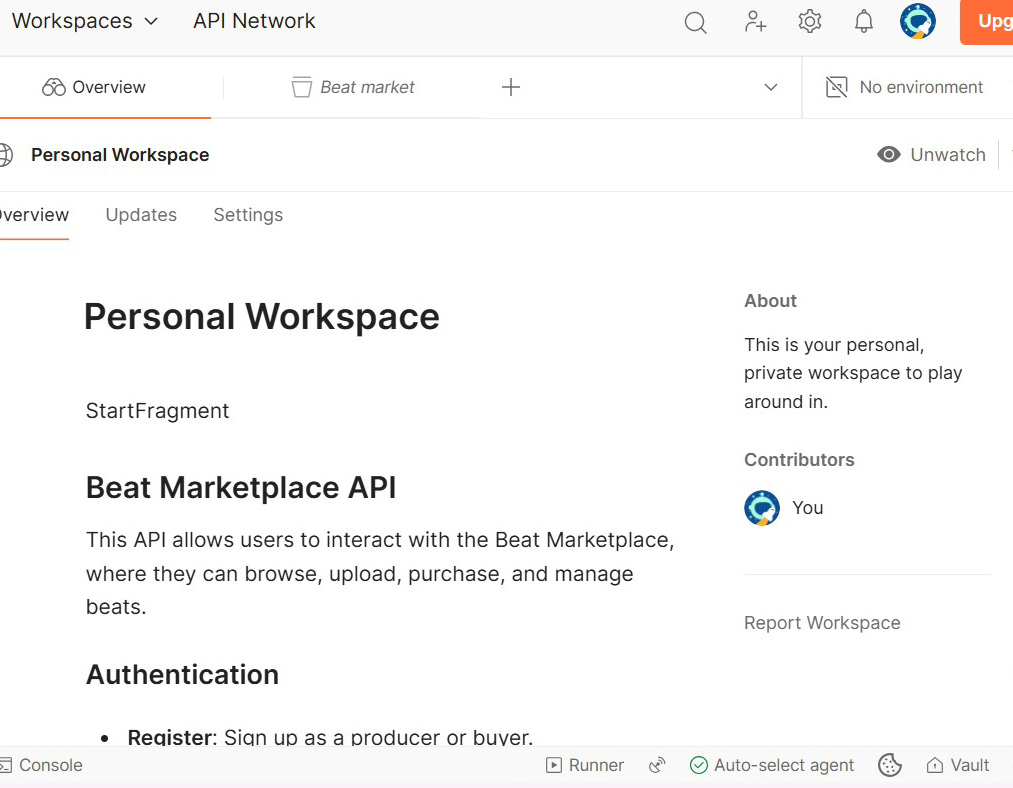 Workspaces API Network Upg
Overview Beat market No environment
Personal Workspace Unwatch
Overview Updates Settings
Personal Workspace
StartFragment
Beat Marketplace API
This API allows users to interact with the Beat Marketplace,
where they can browse, upload, purchase, and manage
beats.
Authentication
Register: Sign up as a producer or buyer.
About
This is your personal,
private workspace to play
around in.
Contributors
You
Report Workspace
Console Runner Auto-select agent Vault